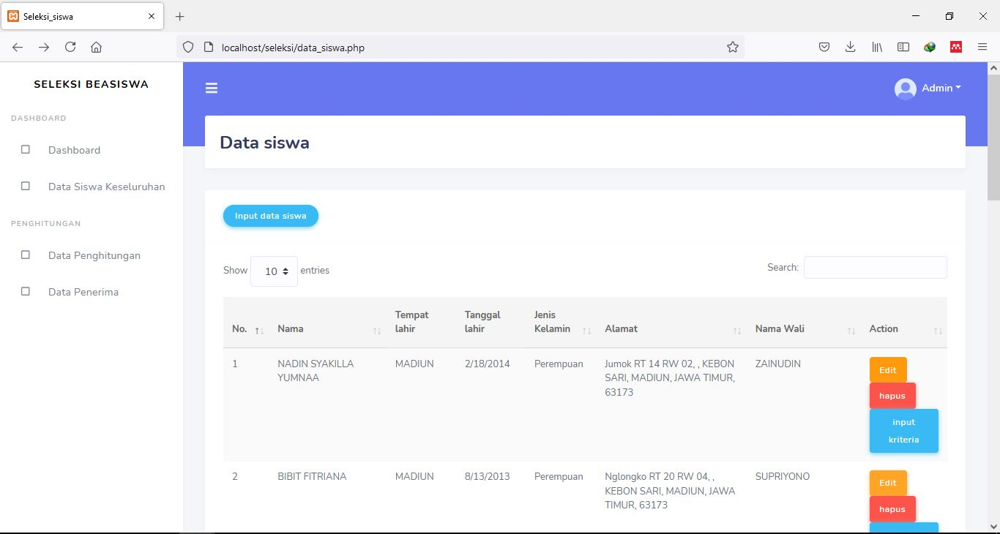 Seleksi_siswa
localhost/seleksi/data_siswa.php
SELEKSI BEASISWA
DASHBOARD
Dashboard
Data Siswa Keseluruhan
PENGHITUNGAN
Data Penghitungan
Data Penerima
Admin
Data siswa
Input data siswa
Show 10 entries
Search:
No. Nama Tempat lahir Tanggal lahir Jenis Kelamin Alamat Nama Wali Action
1 NADIN SYAKILLA MADIUN 2/18/2014 Perempuan Jumok RT 14 RW 02, , KEBON ZAINUDIN Edit
YUMNAA SARI, MADIUN, JAWA TIMUR,
63173
hapus
input
kriteria
2 BIBIT FITRIANA MADIUN 8/13/2013 Perempuan Nglongko RT 20 RW 04, , SUPRIYONO Edit
KEBON SARI, MADIUN, JAWA
TIMUR, 63173
hapus